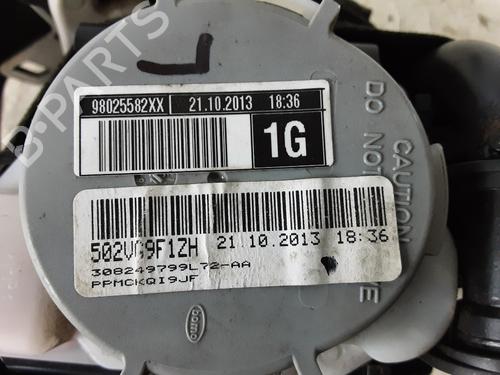 B-PARTS
L
98025582XX | 21.10.2013 18:36
1G
502VG9F1ZH 21.10.2013 18:36
308249799L72-AA
PPMCKQI9JF
CAUTION
DO NOT